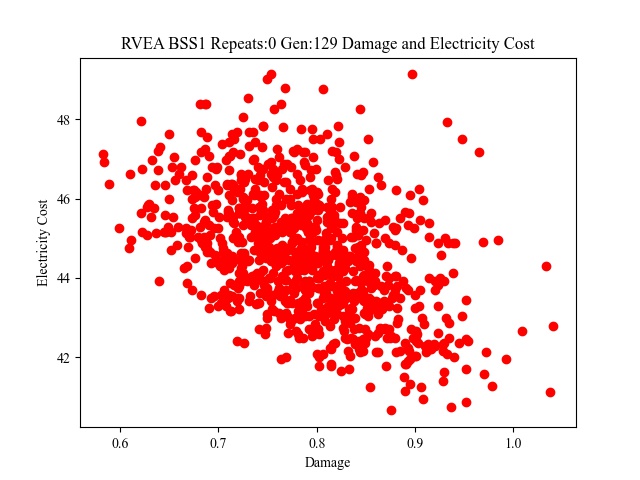 RVEA BSS1 Repeats:0 Gen:129 Damage and Electricity Cost
48
46
44
42
Electricity Cost
0.6 0.7 0.8 0.9 1.0
Damage